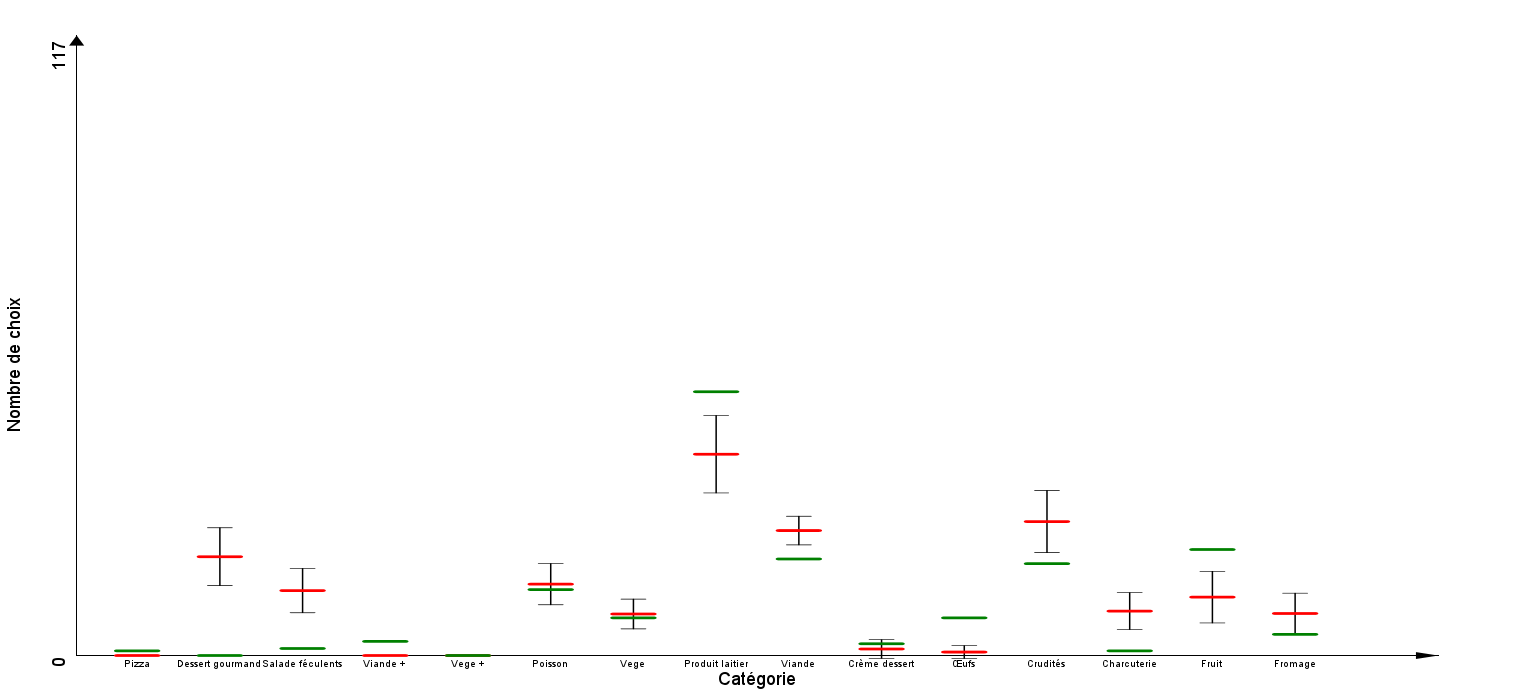 117
Nombre de choix
0
Pizza Dessert gourmand Salade féculents Viande + Vege + Poisson Vege Produit laitier Viande Crème dessert Œufs Crudités Charcuterie Fruit Fromage
Catégorie